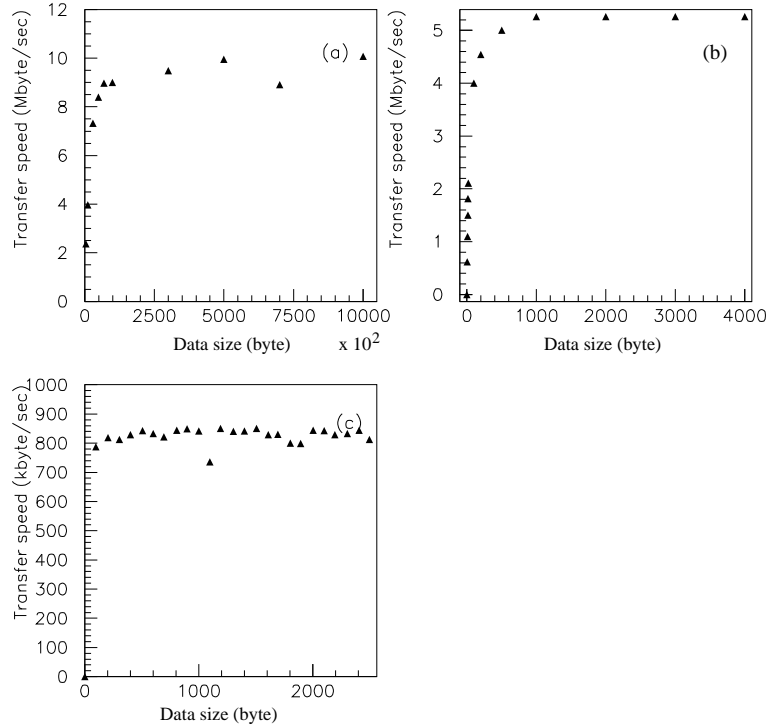 Transfer speed (Mbyte/sec)
12
10
8
6
4
2
0
(a)
0 2500 5000 7500 10000
Data size (byte) x 10²
Transfer speed (Mbyte/sec)
5
4
3
2
1
0
(b)
0 1000 2000 3000 4000
Data size (byte)
Transfer speed (kbyte/sec)
1000
900
800
700
600
500
400
300
200
100
0
(c)
0 1000 2000
Data size (byte)